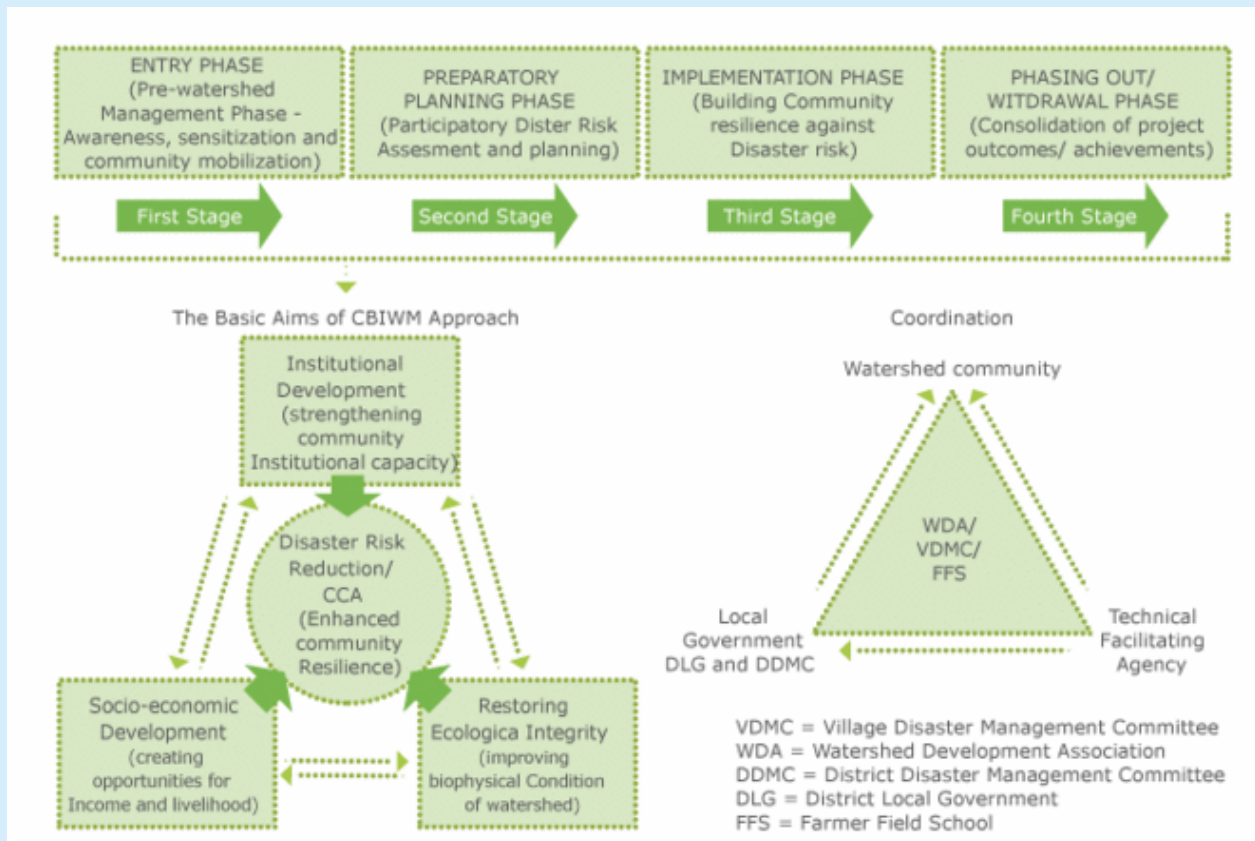 ENTRY PHASE
(Pre-watershed
Management Phase -
Awareness, sensitization and
community mobilization)
PREPARATORY
PLANNING PHASE
(Participatory Dister Risk
Assesment and planning)
IMPLEMENTATION PHASE
(Building Community
resilience against
Disaster risk)
PHASING OUT/
WITDRAWAL PHASE
(Consolidation of project
outcomes/ achievements)
First Stage
Second Stage
Third Stage
Fourth Stage
The Basic Aims of CBIWM Approach
Institutional
Development
(strengthening
community
Institutional capacity)
Disaster Risk
Reduction/
CCA
(Enhanced
community
Resilience)
Socio-economic
Development
(creating
opportunities for
Income and livelihood)
Restoring
Ecologica Integrity
(improving
biophysical Condition
of watershed)
Coordination
Watershed community
WDA/
VDMC/
FFS
Local
Government
DLG and DDMC
Technical
Facilitating
Agency
VDMC = Village Disaster Management Committee
WDA = Watershed Development Association
DDMC = District Disaster Management Committee
DLG = District Local Government
FFS = Farmer Field School